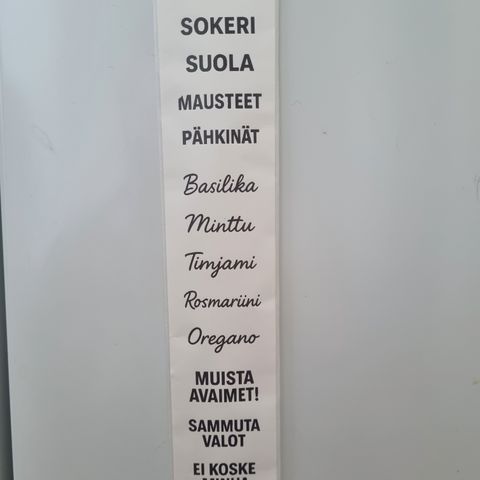 SOKERI
SUOLA
MAUSTEET
PÄHKINÄT
Basilika
Minttu
Timjami
Rosmariini
Oregano
MUISTA
AVAIMET!
SAMMUTA
VALOT
EI KOSKE